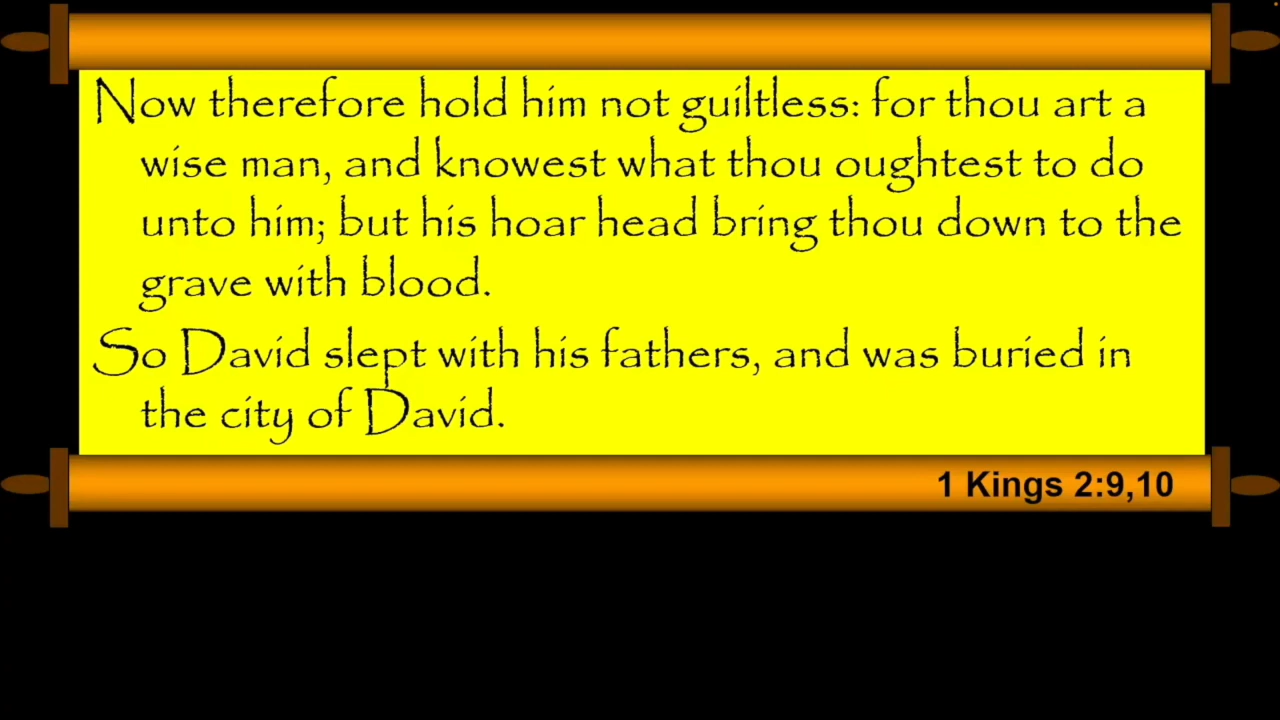 Now therefore hold him not guiltless: for thou art a
wise man, and knowest what thou oughtest to do
unto him; but his hoar head bring thou down to the
grave with blood.
So David slept with his fathers, and was buried in
the city of David.
1 Kings 2:9,10